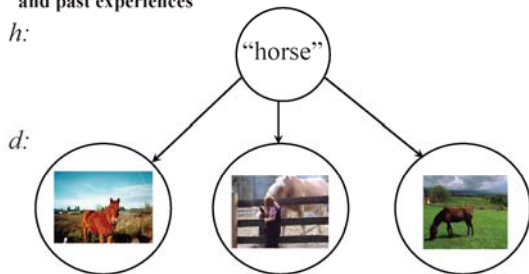 and past experiences
h:
“horse”
d: